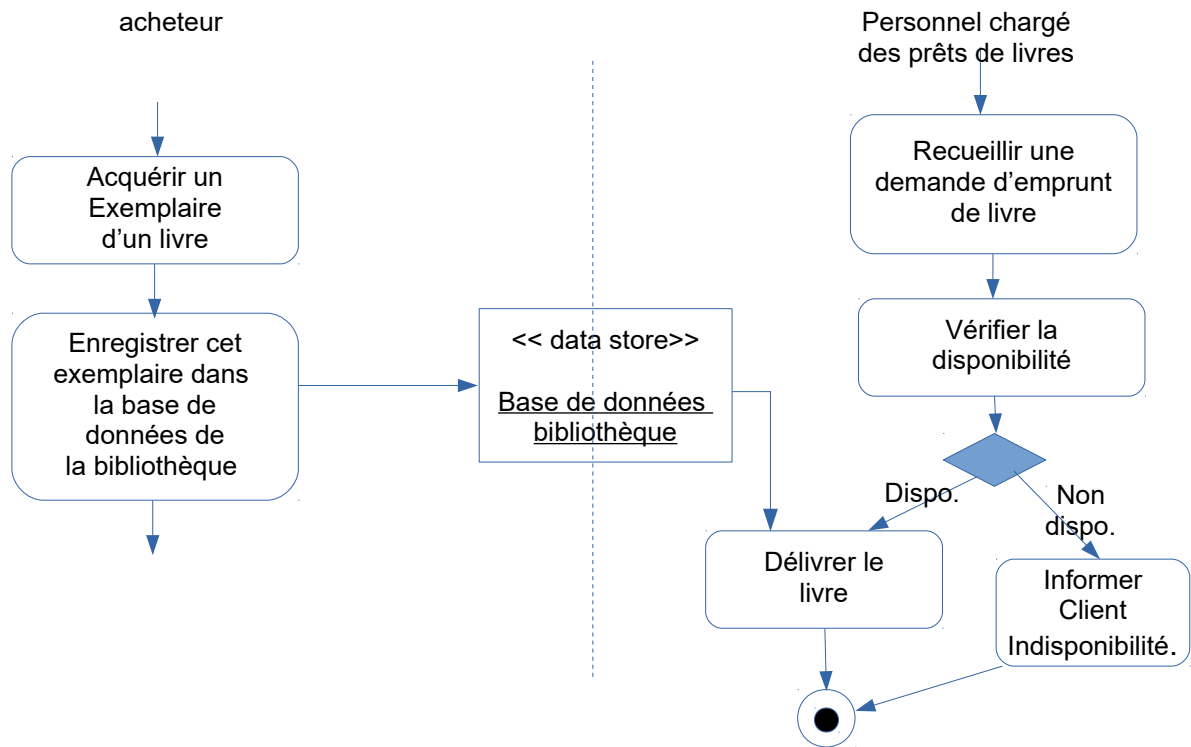 acheteur
Personnel chargé
des prêts de livres
Acquérir un
Exemplaire
d’un livre
Enregistrer cet
exemplaire dans
la base de
données de
la bibliothèque
<< data store>>
Base de données
bibliothèque
Recueillir une
demande d’emprunt
de livre
Vérifier la
disponibilité
Dispo.
Non
dispo.
Délivrer le
livre
Informer
Client
Indisponibilité.